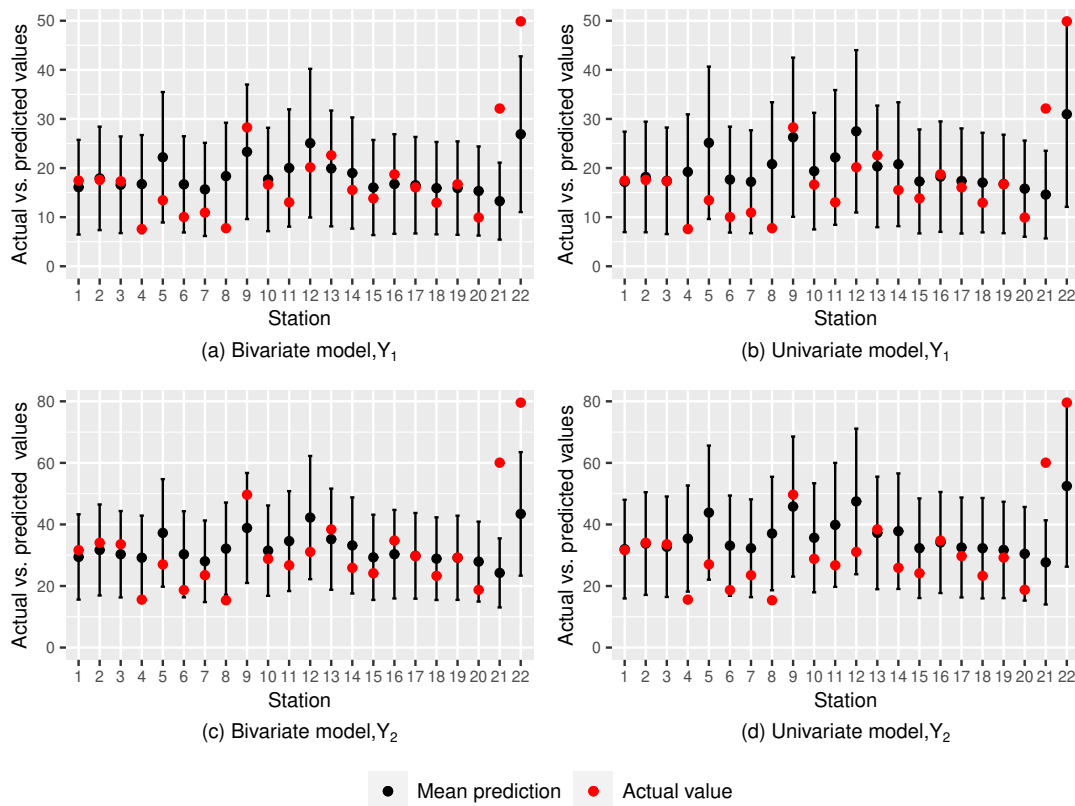 Actual vs. predicted values
50
40
30
20
10
0
1 2 3 4 5 6 7 8 9 10 11 12 13 14 15 16 17 18 19 20 21 22
Station
(a) Bivariate model,Y₁
Actual vs. predicted values
50
40
30
20
10
0
1 2 3 4 5 6 7 8 9 10 11 12 13 14 15 16 17 18 19 20 21 22
Station
(b) Univariate model,Y₁
Actual vs. predicted values
80
60
40
20
0
1 2 3 4 5 6 7 8 9 10 11 12 13 14 15 16 17 18 19 20 21 22
Station
(c) Bivariate model,Y₂
Actual vs. predicted values
80
60
40
20
0
1 2 3 4 5 6 7 8 9 10 11 12 13 14 15 16 17 18 19 20 21 22
Station
(d) Univariate model,Y₂
Mean prediction Actual value